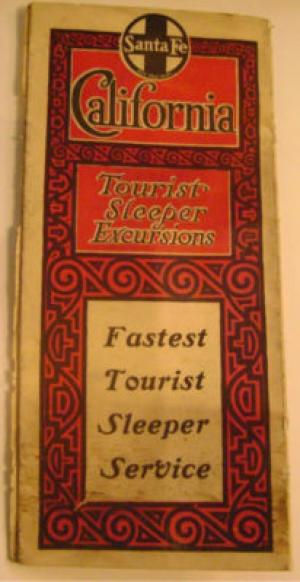 Santa Fe
California
Tourist
Sleeper
Excursions
Fastest
Tourist
Sleeper
Service